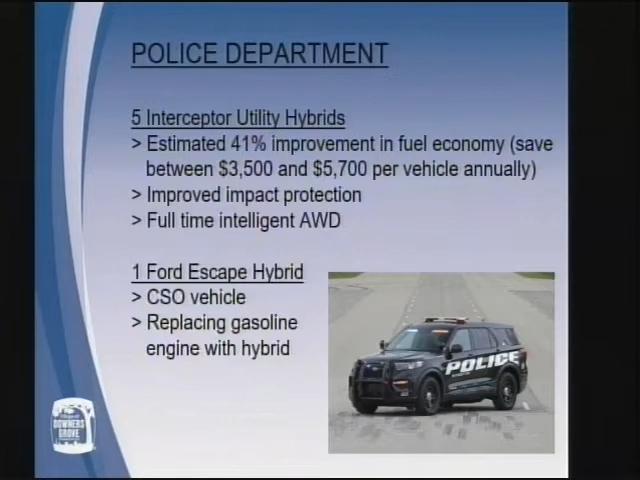 POLICE DEPARTMENT
5 Interceptor Utility Hybrids
> Estimated 41% improvement in fuel economy (save
between $3,500 and $5,700 per vehicle annually)
> Improved impact protection
> Full time intelligent AWD
1 Ford Escape Hybrid
> CSO vehicle
> Replacing gasoline
engine with hybrid
POLICE
DOWNERS
GROVE